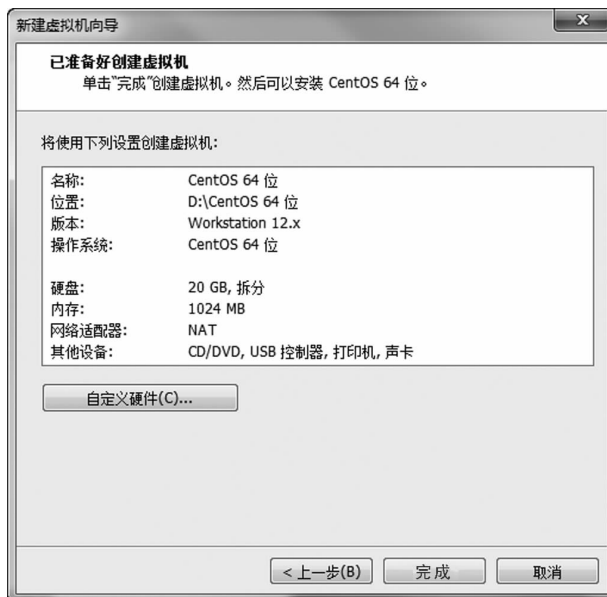 新建虚拟机向导
已准备好创建虚拟机
单击"完成"创建虚拟机。然后可以安装 CentOS 64 位。
将使用下列设置创建虚拟机:
名称: CentOS 64 位
位置: D:\CentOS 64 位
版本: Workstation 12.x
操作系统: CentOS 64 位
硬盘: 20 GB, 拆分
内存: 1024 MB
网络适配器: NAT
其他设备: CD/DVD, USB 控制器, 打印机, 声卡
自定义硬件(C)...
< 上一步(B) 完成 取消